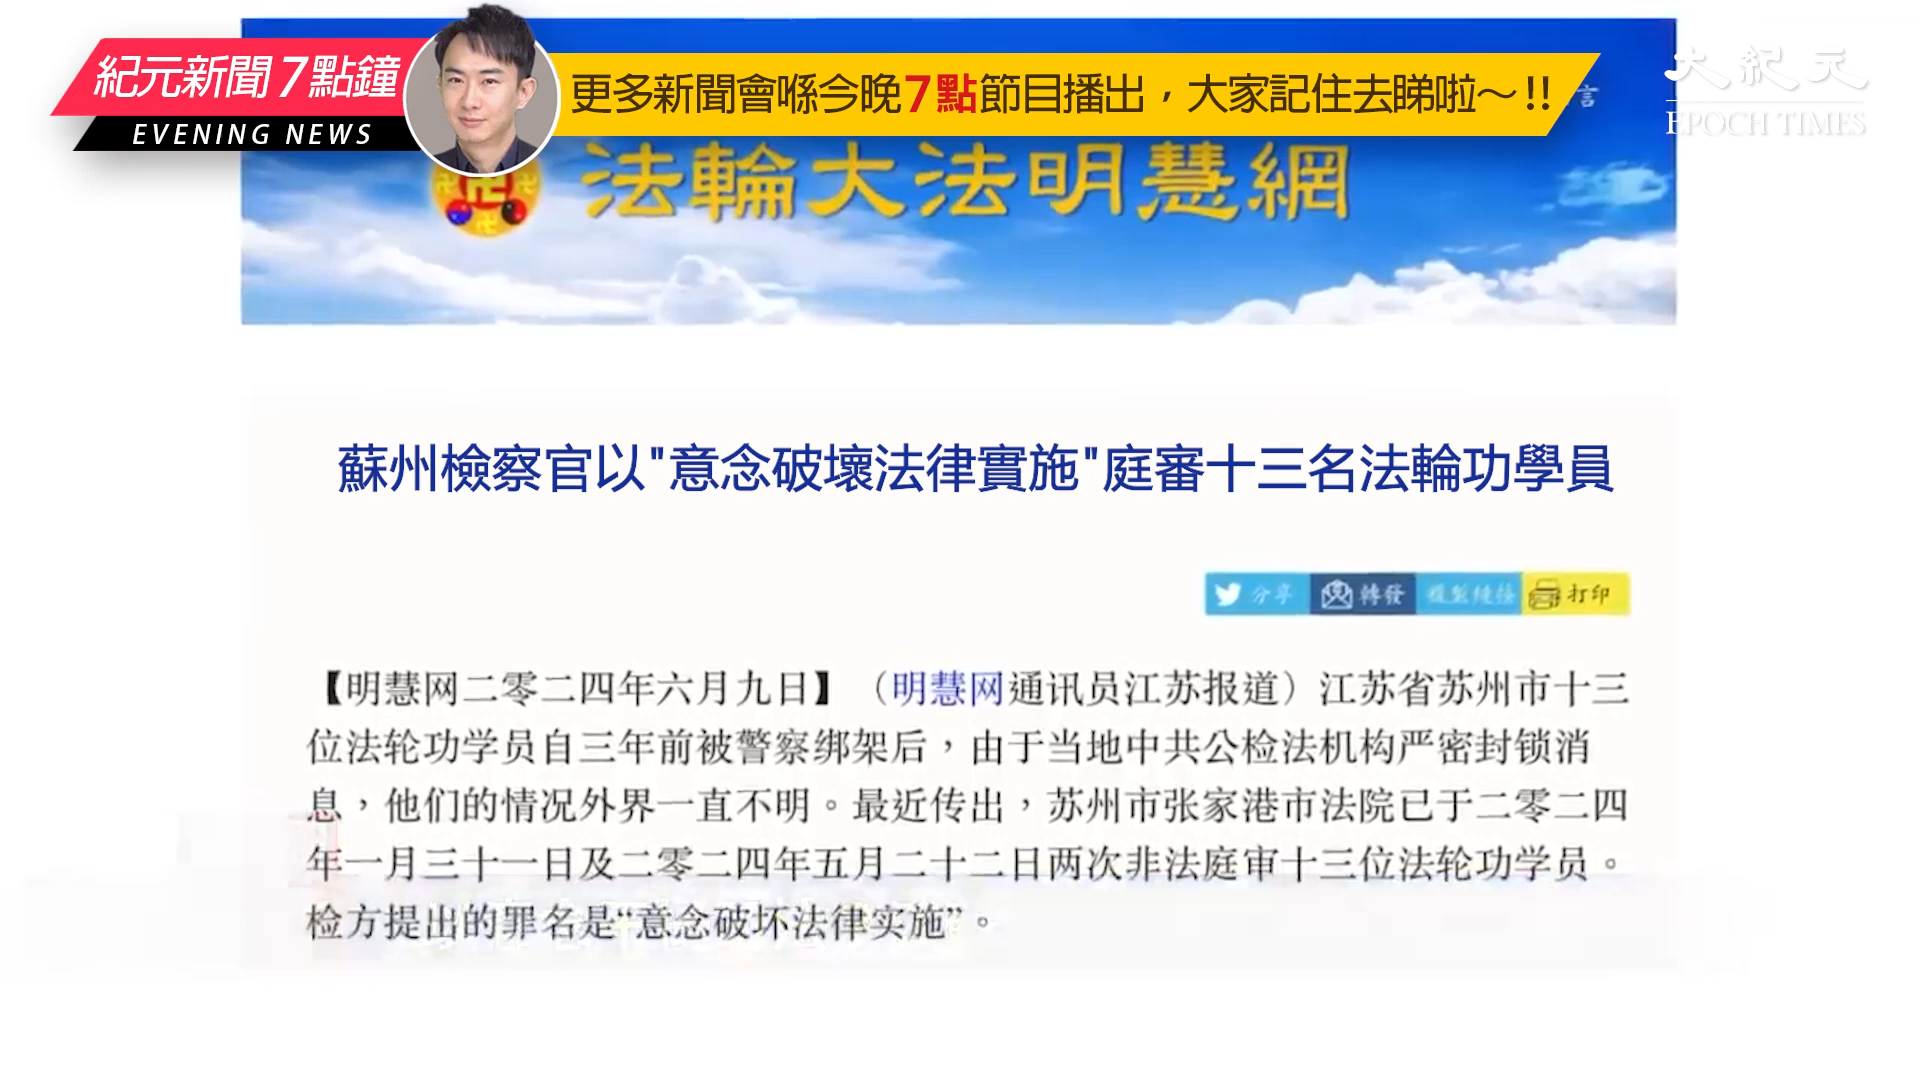 紀元新聞7點鐘
EVENING NEWS
更多新聞會喺今晚7點節目播出，大家記住去睇啦～!!
言
大紀元
EPOCH TIMES
法輪大法明慧網
蘇州檢察官以"意念破壞法律實施"庭審十三名法輪功學員
分享 轉發 複製鏈接 打印
【明慧网二零二四年六月九日】（明慧网通讯员江苏报道）江苏省苏州市十三
位法轮功学员自三年前被警察绑架后，由于当地中共公检法机构严密封锁消
息，他们的情况外界一直不明。最近传出，苏州市张家港市法院已于二零二四
年一月三十一日及二零二四年五月二十二日两次非法庭审十三位法轮功学员。
检方提出的罪名是“意念破坏法律实施”。